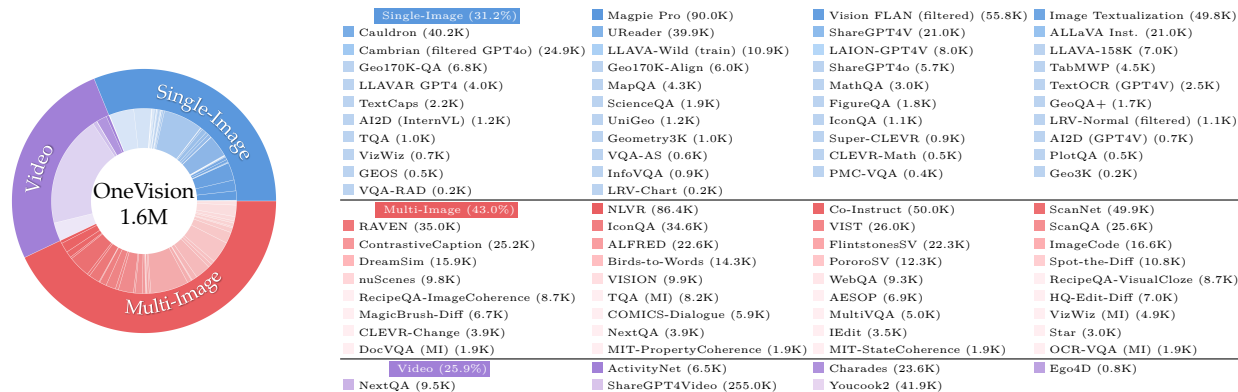 Single-Image
Video
OneVision
1.6M
Multi-Image
Single-Image (31.2%) Magpie Pro (90.0K) Vision FLAN (filtered) (55.8K) Image Textualization (49.8K)
Cauldron (40.2K) UReader (39.9K) ShareGPT4V (21.0K) ALLaVA Inst. (21.0K)
Cambrian (filtered GPT4o) (24.9K) LLAVA-Wild (train) (10.9K) LAION-GPT4V (8.0K) LLAVA-158K (7.0K)
Geo170K-QA (6.8K) Geo170K-Align (6.0K) ShareGPT4o (5.7K) TabMWP (4.5K)
LLAVAR GPT4 (4.0K) MapQA (4.3K) MathQA (3.0K) TextOCR (GPT4V) (2.5K)
TextCaps (2.2K) ScienceQA (1.9K) FigureQA (1.8K) GeoQA+ (1.7K)
AI2D (InternVL) (1.2K) UniGeo (1.2K) IconQA (1.1K) LRV-Normal (filtered) (1.1K)
TQA (1.0K) Geometry3K (1.0K) Super-CLEVR (0.9K) AI2D (GPT4V) (0.7K)
VizWiz (0.7K) VQA-AS (0.6K) CLEVR-Math (0.5K) PlotQA (0.5K)
GEOS (0.5K) InfoVQA (0.9K) PMC-VQA (0.4K) Geo3K (0.2K)
VQA-RAD (0.2K) LRV-Chart (0.2K)
Multi-Image (43.0%) NLVR (86.4K) Co-Instruct (50.0K) ScanNet (49.9K)
RAVEN (35.0K) IconQA (34.6K) VIST (26.0K) ScanQA (25.6K)
ContrastiveCaption (25.2K) ALFRED (22.6K) FlintstonesSV (22.3K) ImageCode (16.6K)
DreamSim (15.9K) Birds-to-Words (14.3K) PororoSV (12.3K) Spot-the-Diff (10.8K)
nuScenes (9.8K) VISION (9.9K) WebQA (9.3K) RecipeQA-VisualCloze (8.7K)
RecipeQA-ImageCoherence (8.7K) TQA (MI) (8.2K) AESOP (6.9K) HQ-Edit-Diff (7.0K)
MagicBrush-Diff (6.7K) COMICS-Dialogue (5.9K) MultiVQA (5.0K) VizWiz (MI) (4.9K)
CLEVR-Change (3.9K) NextQA (3.9K) IEdit (3.5K) Star (3.0K)
DocVQA (MI) (1.9K) MIT-PropertyCoherence (1.9K) MIT-StateCoherence (1.9K) OCR-VQA (MI) (1.9K)
Video (25.9%) ActivityNet (6.5K) Charades (23.6K) Ego4D (0.8K)
NextQA (9.5K) ShareGPT4Video (255.0K) Youcook2 (41.9K)